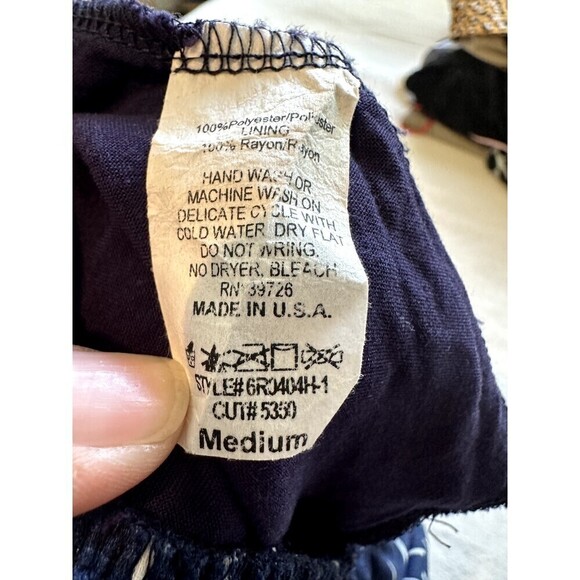 100% Polyester/Polyester
LINING
100% Rayon/Rayon
HAND WASH OR
MACHINE WASH ON
DELICATE CYCLE WITH
COLD WATER DRY FLAT
DO NOT WRING.
NO DRYER. BLEACH
RN# 39726
MADE IN U.S.A.
STYLE# 6R0404H-1
CUT# 5350
Medium